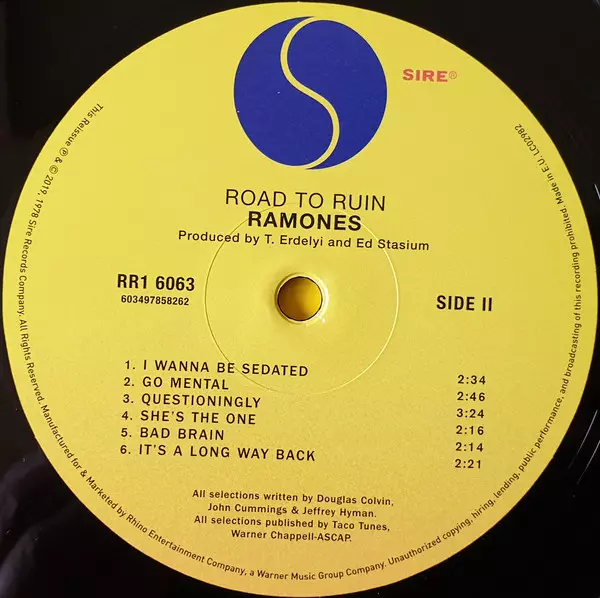 SIRE®
ROAD TO RUIN
RAMONES
Produced by T. Erdelyi and Ed Stasium
RR1 6063
603497858262
SIDE II
1. I WANNA BE SEDATED 2:34
2. GO MENTAL 2:46
3. QUESTIONINGLY 3:24
4. SHE'S THE ONE 2:16
5. BAD BRAIN 2:14
6. IT'S A LONG WAY BACK 2:21
All selections written by Douglas Colvin,
John Cummings & Jeffrey Hyman.
All selections published by Taco Tunes,
Warner Chappell-ASCAP.
This Reissue ℗ & © 2019, 1978 Sire Records Company. All Rights Reserved. Manufactured for & Marketed by Rhino Entertainment Company, a Warner Music Group Company. Unauthorized copying, hiring, lending, public performance, and broadcasting of this recording prohibited. Made in E.U. LC02982